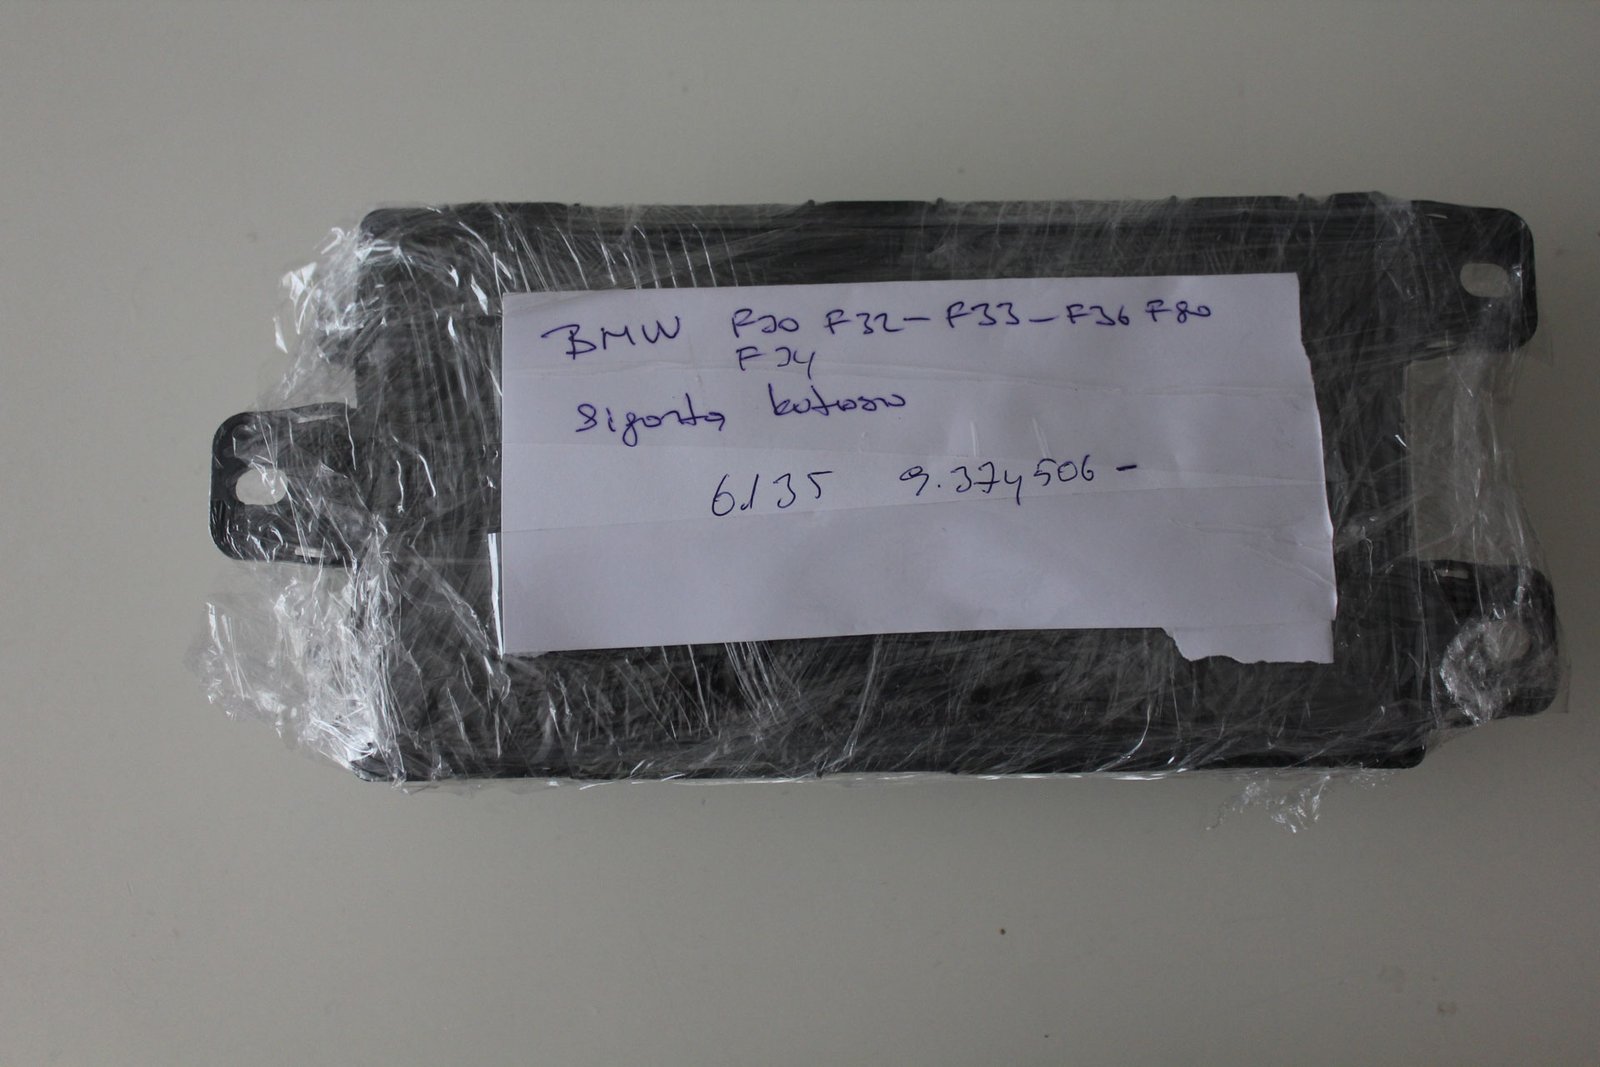 BMW F30 F32-F33-F36 F80
F34
Sigorta kutusu
6135 9.374506-